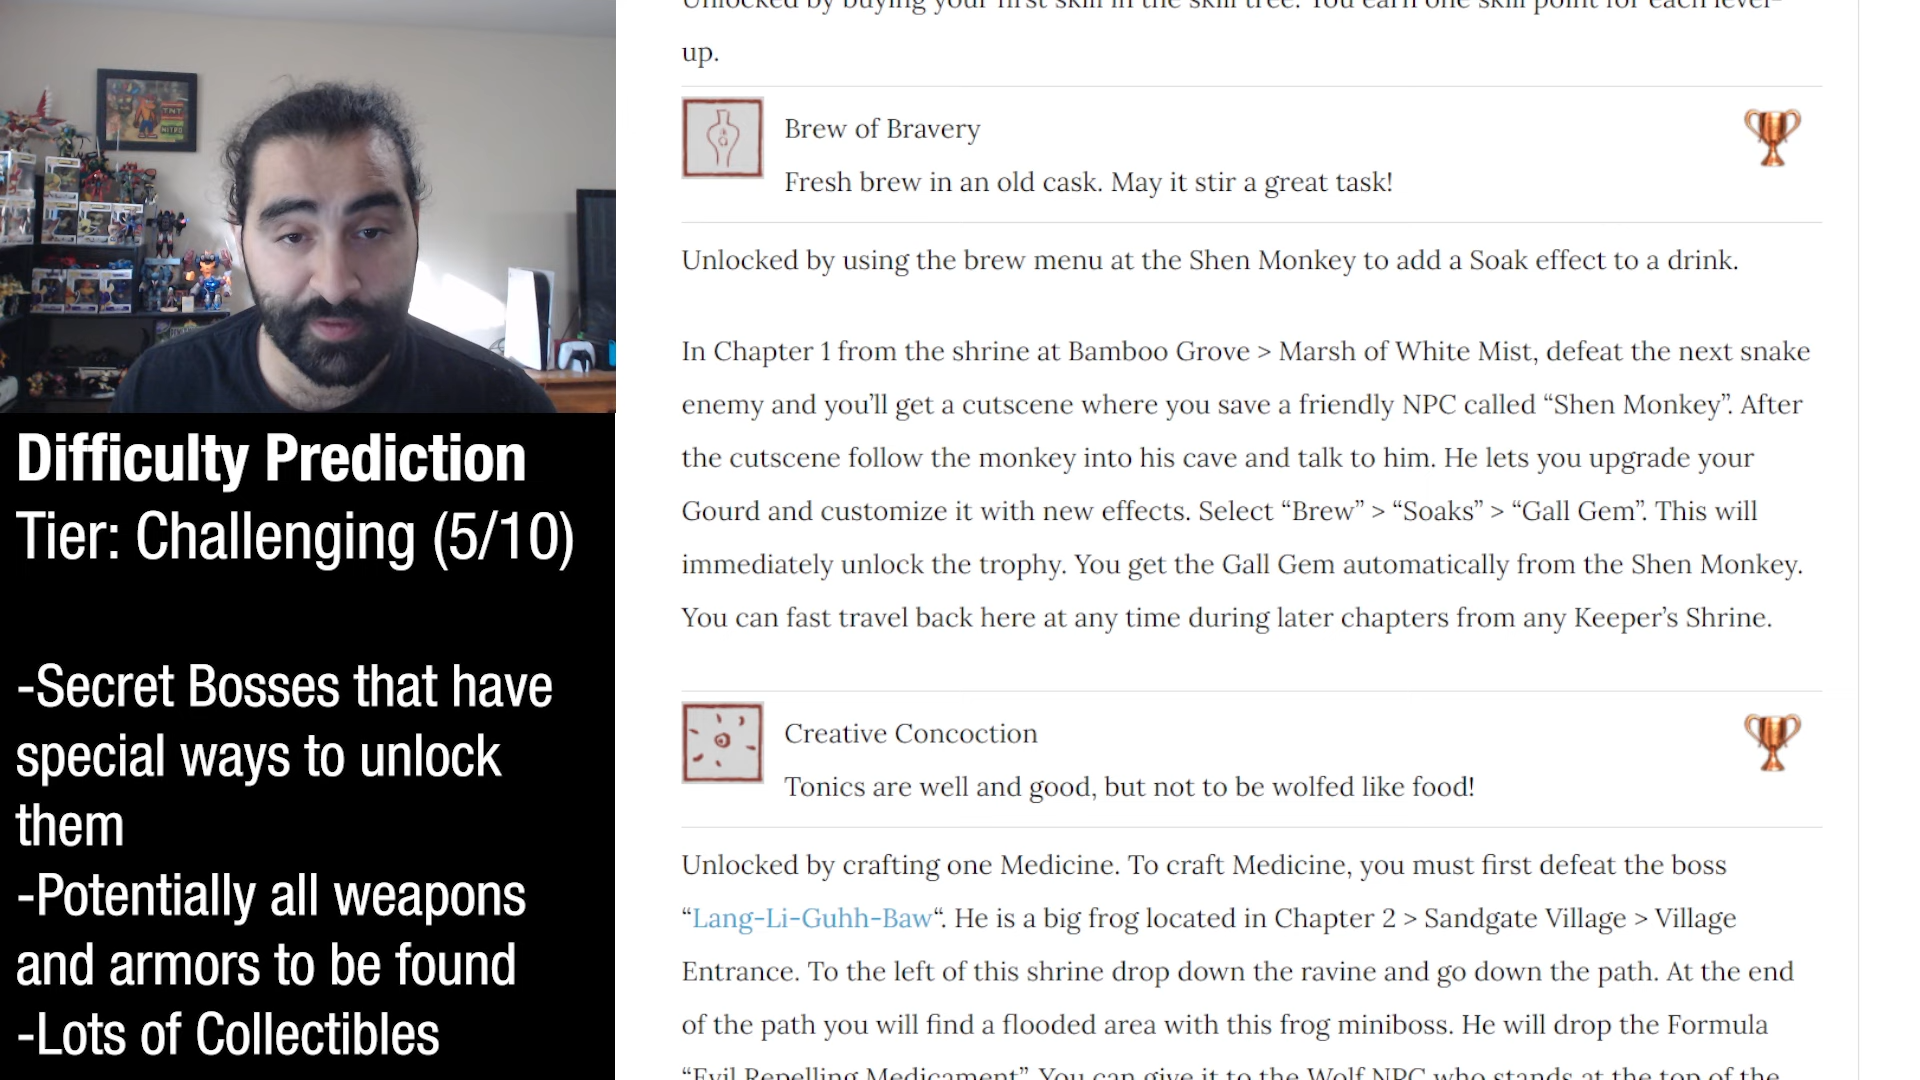 TNT
NITRO
Difficulty Prediction
Tier: Challenging (5/10)
-Secret Bosses that have
special ways to unlock
them
-Potentially all weapons
and armors to be found
-Lots of Collectibles
Unlocked by buying your first skill in the skill tree. You earn one skill point for each level-
up.
Brew of Bravery
Fresh brew in an old cask. May it stir a great task!
Unlocked by using the brew menu at the Shen Monkey to add a Soak effect to a drink.
In Chapter 1 from the shrine at Bamboo Grove > Marsh of White Mist, defeat the next snake
enemy and you’ll get a cutscene where you save a friendly NPC called “Shen Monkey”. After
the cutscene follow the monkey into his cave and talk to him. He lets you upgrade your
Gourd and customize it with new effects. Select “Brew” > “Soaks” > “Gall Gem”. This will
immediately unlock the trophy. You get the Gall Gem automatically from the Shen Monkey.
You can fast travel back here at any time during later chapters from any Keeper’s Shrine.
Creative Concoction
Tonics are well and good, but not to be wolfed like food!
Unlocked by crafting one Medicine. To craft Medicine, you must first defeat the boss
“Lang-Li-Guhh-Baw“. He is a big frog located in Chapter 2 > Sandgate Village > Village
Entrance. To the left of this shrine drop down the ravine and go down the path. At the end
of the path you will find a flooded area with this frog miniboss. He will drop the Formula
“Evil Repelling Medicament”. You can give it to the Wolf NPC who stands at the top of the